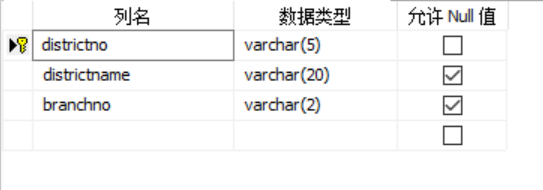 列名 数据类型 允许 Null 值
districtno varchar(5)
districtname varchar(20)
branchno varchar(2)